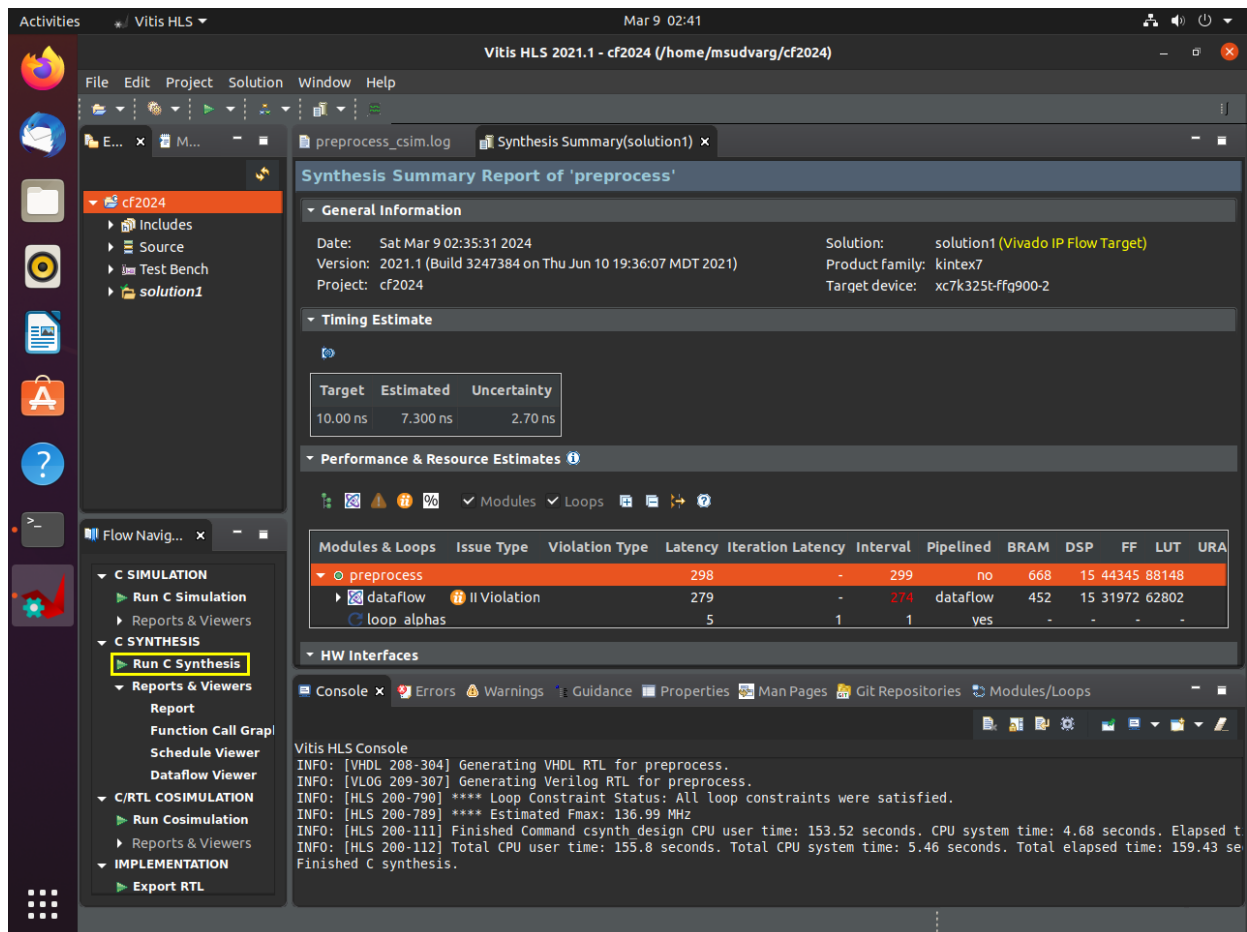 Activities Vitis HLS Mar 9 02:41
Vitis HLS 2021.1 - cf2024 (/home/msudvarg/cf2024)
File Edit Project Solution Window Help
E... M...
preprocess_csim.log Synthesis Summary(solution1)
cf2024
Includes
Source
Test Bench
solution1
Synthesis Summary Report of 'preprocess'
General Information
Date: Sat Mar 9 02:35:31 2024 Solution: solution1 (Vivado IP Flow Target)
Version: 2021.1 (Build 3247384 on Thu Jun 10 19:36:07 MDT 2021) Product family: kintex7
Project: cf2024 Target device: xc7k325t-ffg900-2
Timing Estimate
Target Estimated Uncertainty
10.00 ns 7.300 ns 2.70 ns
Performance & Resource Estimates
% Modules Loops
Modules & Loops Issue Type Violation Type Latency Iteration Latency Interval Pipelined BRAM DSP FF LUT URA
preprocess 298 - 299 no 668 15 44345 88148
dataflow II Violation 279 - 274 dataflow 452 15 31972 62802
loop_alphas 5 1 1 yes - - - -
HW Interfaces
Flow Navig...
C SIMULATION
Run C Simulation
Reports & Viewers
C SYNTHESIS
Run C Synthesis
Reports & Viewers
Report
Function Call Grap
Schedule Viewer
Dataflow Viewer
C/RTL COSIMULATION
Run Cosimulation
Reports & Viewers
IMPLEMENTATION
Export RTL
Console Errors Warnings Guidance Properties Man Pages Git Repositories Modules/Loops
Vitis HLS Console
INFO: [VHDL 208-304] Generating VHDL RTL for preprocess.
INFO: [VLOG 209-307] Generating Verilog RTL for preprocess.
INFO: [HLS 200-790] **** Loop Constraint Status: All loop constraints were satisfied.
INFO: [HLS 200-789] **** Estimated Fmax: 136.99 MHz
INFO: [HLS 200-111] Finished Command csynth_design CPU user time: 153.52 seconds. CPU system time: 4.68 seconds. Elapsed t
INFO: [HLS 200-112] Total CPU user time: 155.8 seconds. Total CPU system time: 5.46 seconds. Total elapsed time: 159.43 se
Finished C synthesis.